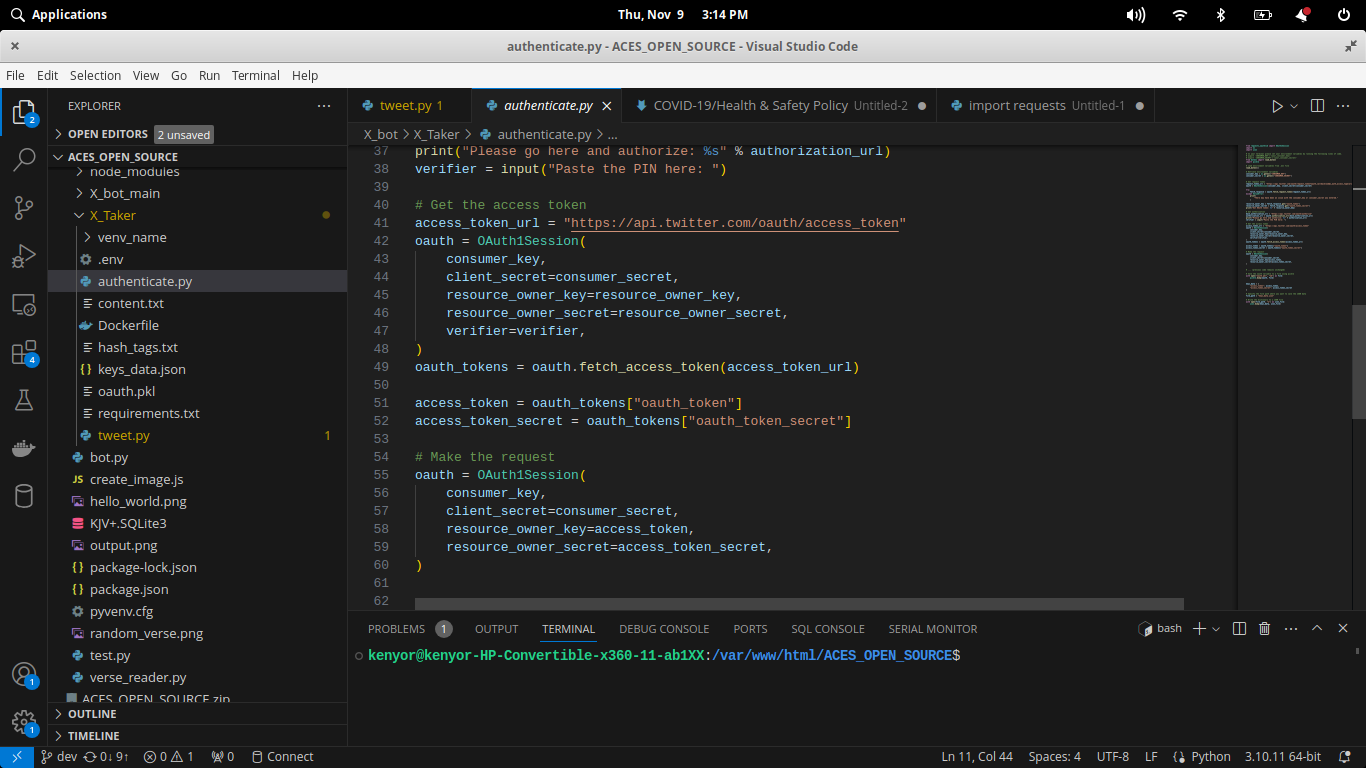 Applications
Thu, Nov 9 3:14 PM
authenticate.py - ACES_OPEN_SOURCE - Visual Studio Code
File Edit Selection View Go Run Terminal Help
EXPLORER
OPEN EDITORS 2 unsaved
ACES_OPEN_SOURCE
node_modules
X_bot_main
X_Taker
venv_name
.env
authenticate.py
content.txt
Dockerfile
hash_tags.txt
keys_data.json
oauth.pkl
requirements.txt
tweet.py 1
bot.py
create_image.js
hello_world.png
KJV+.SQLite3
output.png
package-lock.json
package.json
pyvenv.cfg
random_verse.png
test.py
verse_reader.py
ACES_OPEN_SOURCE.zip
OUTLINE
TIMELINE
2
4
1
1
tweet.py 1 authenticate.py COVID-19/Health & Safety Policy Untitled-2 import requests Untitled-1
X_bot > X_Taker > authenticate.py > ...
37 print("Please go here and authorize: %s" % authorization_url)
38 verifier = input("Paste the PIN here: ")
39
40 # Get the access token
41 access_token_url = "https://api.twitter.com/oauth/access_token"
42 oauth = OAuth1Session(
43     consumer_key,
44     client_secret=consumer_secret,
45     resource_owner_key=resource_owner_key,
46     resource_owner_secret=resource_owner_secret,
47     verifier=verifier,
48 )
49 oauth_tokens = oauth.fetch_access_token(access_token_url)
50
51 access_token = oauth_tokens["oauth_token"]
52 access_token_secret = oauth_tokens["oauth_token_secret"]
53
54 # Make the request
55 oauth = OAuth1Session(
56     consumer_key,
57     client_secret=consumer_secret,
58     resource_owner_key=access_token,
59     resource_owner_secret=access_token_secret,
60 )
61
62
PROBLEMS 1 OUTPUT TERMINAL DEBUG CONSOLE PORTS SQL CONSOLE SERIAL MONITOR bash
kenyor@kenyor-HP-Convertible-x360-11-ab1XX:/var/www/html/ACES_OPEN_SOURCE$
dev 0↓ 9↑ 0 1 0 Connect Ln 11, Col 44 Spaces: 4 UTF-8 LF Python 3.10.11 64-bit